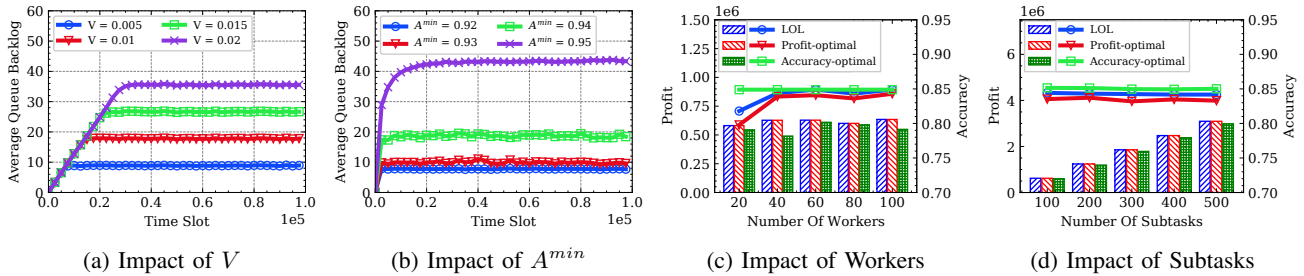 Average Queue Backlog
60
50
40
30
20
10
0
V = 0.005
V = 0.01
V = 0.015
V = 0.02
0.0 0.2 0.4 0.6 0.8 1.0
Time Slot
1e5
(a) Impact of V
Average Queue Backlog
60
50
40
30
20
10
0
A^min = 0.92
A^min = 0.93
A^min = 0.94
A^min = 0.95
0.0 0.2 0.4 0.6 0.8 1.0
Time Slot
1e5
(b) Impact of A^min
1e6
Profit
1.50
1.25
1.00
0.75
0.50
0.25
0.00
LOL
Profit-optimal
Accuracy-optimal
0.95
0.90
0.85
0.80
0.75
0.70
Accuracy
20 40 60 80 100
Number Of Workers
(c) Impact of Workers
1e6
Profit
6
4
2
0
LOL
Profit-optimal
Accuracy-optimal
0.95
0.90
0.85
0.80
0.75
0.70
Accuracy
100 200 300 400 500
Number Of Subtasks
(d) Impact of Subtasks